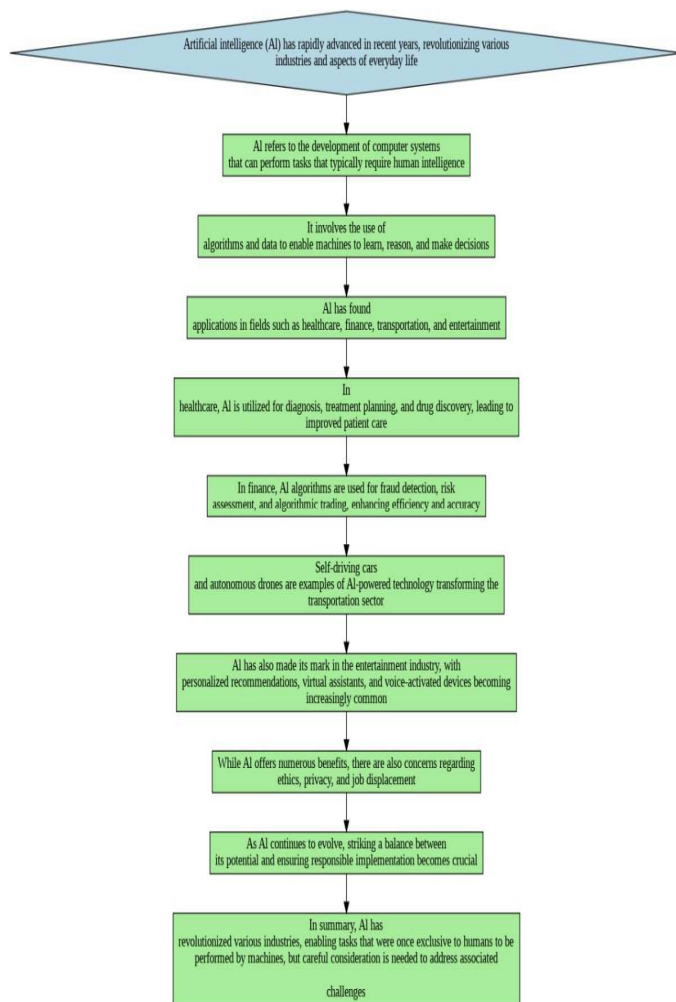 Artificial intelligence (AI) has rapidly advanced in recent years, revolutionizing various
industries and aspects of everyday life
AI refers to the development of computer systems
that can perform tasks that typically require human intelligence
It involves the use of
algorithms and data to enable machines to learn, reason, and make decisions
AI has found
applications in fields such as healthcare, finance, transportation, and entertainment
In
healthcare, AI is utilized for diagnosis, treatment planning, and drug discovery, leading to
improved patient care
In finance, AI algorithms are used for fraud detection, risk
assessment, and algorithmic trading, enhancing efficiency and accuracy
Self-driving cars
and autonomous drones are examples of AI-powered technology transforming the
transportation sector
AI has also made its mark in the entertainment industry, with
personalized recommendations, virtual assistants, and voice-activated devices becoming
increasingly common
While AI offers numerous benefits, there are also concerns regarding
ethics, privacy, and job displacement
As AI continues to evolve, striking a balance between
its potential and ensuring responsible implementation becomes crucial
In summary, AI has
revolutionized various industries, enabling tasks that were once exclusive to humans to be
performed by machines, but careful consideration is needed to address associated
challenges